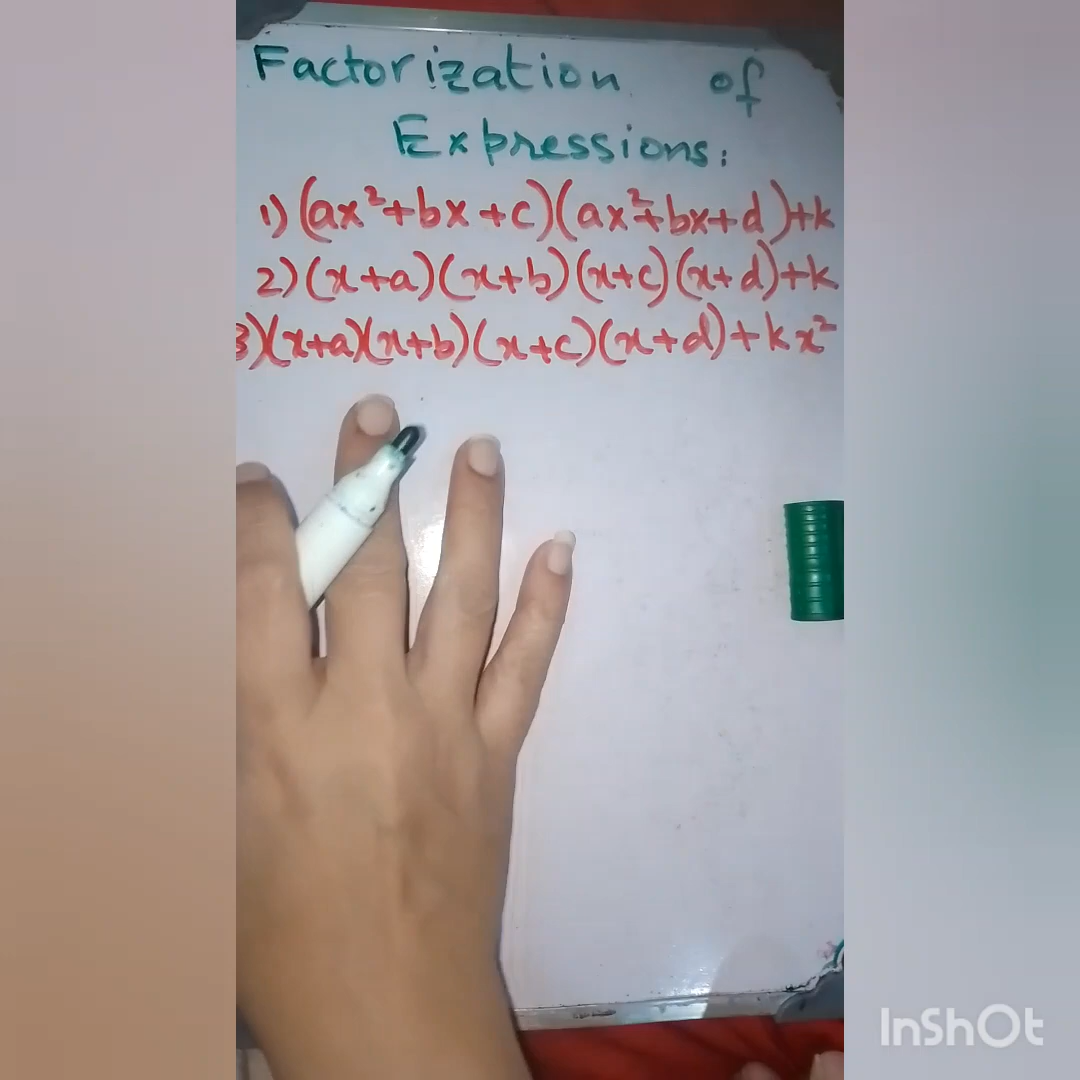 Factorization of
Expressions:
1) (ax²+bx+c)(ax²+bx+d)+k
2) (x+a)(x+b)(x+c)(x+d)+k
3) (x+a)(x+b)(x+c)(x+d)+kx²
InShOt